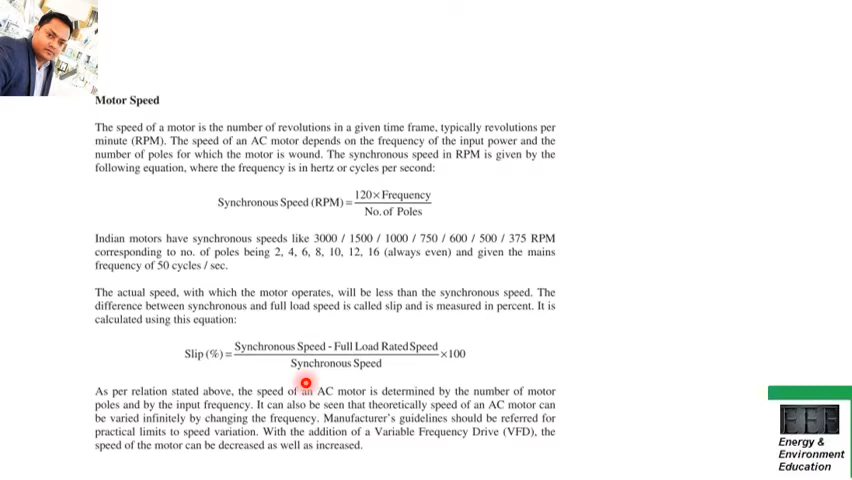 Motor Speed
The speed of a motor is the number of revolutions in a given time frame, typically revolutions per
minute (RPM). The speed of an AC motor depends on the frequency of the input power and the
number of poles for which the motor is wound. The synchronous speed in RPM is given by the
following equation, where the frequency is in hertz or cycles per second:
Synchronous Speed (RPM) = 120 × Frequency
No. of Poles
Indian motors have synchronous speeds like 3000 / 1500 / 1000 / 750 / 600 / 500 / 375 RPM
corresponding to no. of poles being 2, 4, 6, 8, 10, 12, 16 (always even) and given the mains
frequency of 50 cycles / sec.
The actual speed, with which the motor operates, will be less than the synchronous speed. The
difference between synchronous and full load speed is called slip and is measured in percent. It is
calculated using this equation:
Slip (%) = Synchronous Speed - Full Load Rated Speed × 100
Synchronous Speed
As per relation stated above, the speed of an AC motor is determined by the number of motor
poles and by the input frequency. It can also be seen that theoretically speed of an AC motor can
be varied infinitely by changing the frequency. Manufacturer's guidelines should be referred for
practical limits to speed variation. With the addition of a Variable Frequency Drive (VFD), the
speed of the motor can be decreased as well as increased.
EEE
Energy &
Environment
Education